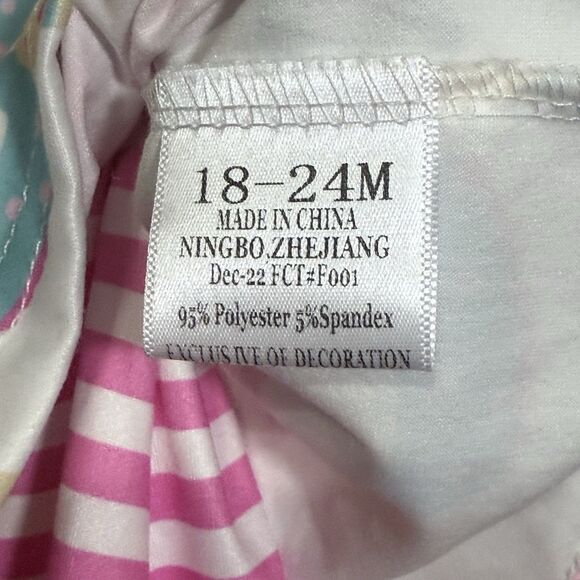 18-24M
MADE IN CHINA
NINGBO,ZHEJIANG
Dec-22 FCT#F001
95% Polyester 5%Spandex
EXCLUSIVE OF DECORATION